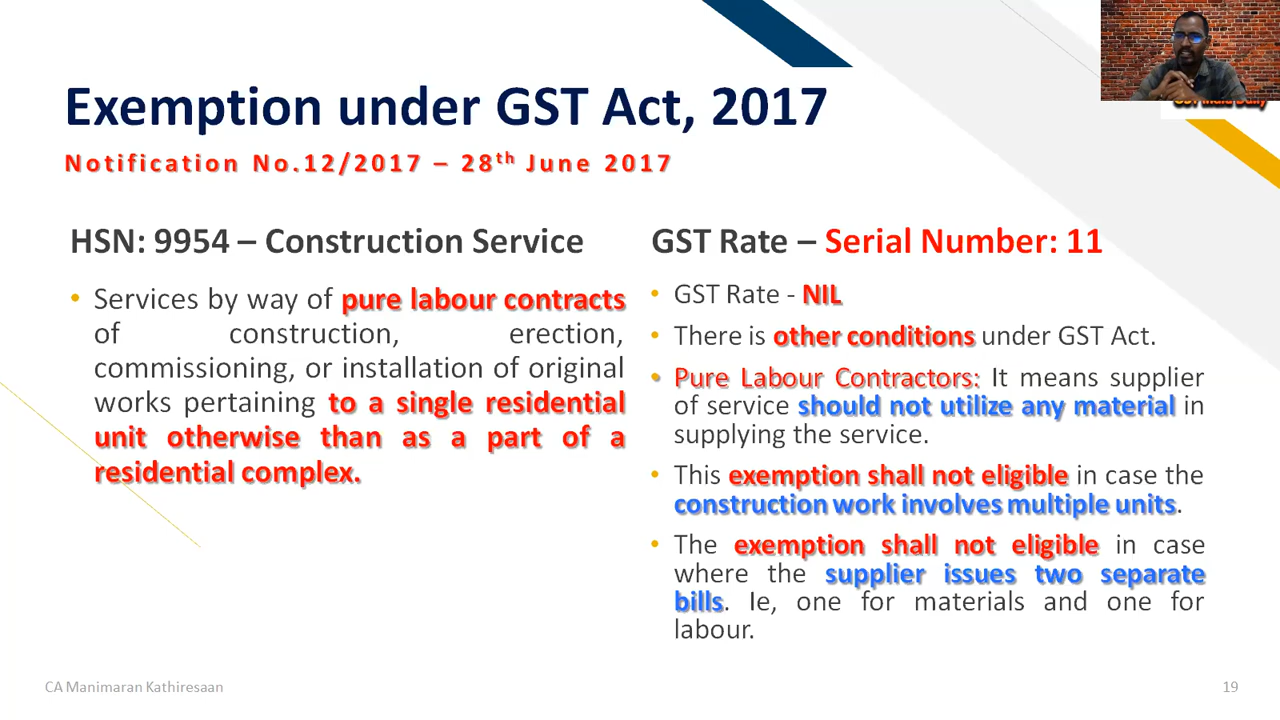 Exemption under GST Act, 2017
Notification No.12/2017 – 28th June 2017
HSN: 9954 – Construction Service
• Services by way of pure labour contracts
of construction, erection,
commissioning, or installation of original
works pertaining to a single residential
unit otherwise than as a part of a
residential complex.
GST Rate – Serial Number: 11
• GST Rate - NIL
• There is other conditions under GST Act.
• Pure Labour Contractors: It means supplier
of service should not utilize any material in
supplying the service.
• This exemption shall not eligible in case the
construction work involves multiple units.
• The exemption shall not eligible in case
where the supplier issues two separate
bills. Ie, one for materials and one for
labour.
CA Manimaran Kathiresaan
19